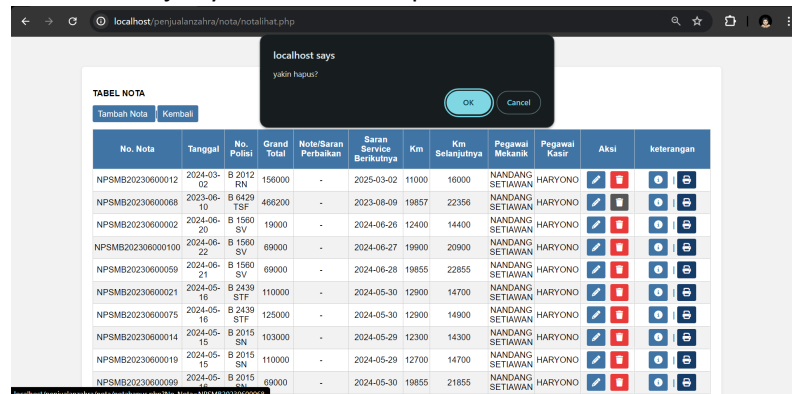 localhost/penjualanzahra/nota/notalihat.php
localhost says
yakin hapus?
OK Cancel
TABEL NOTA
Tambah Nota | Kembali
No. Nota Tanggal No. Polisi Grand Total Note/Saran Perbaikan Saran Service Berikutnya Km Km Selanjutnya Pegawai Mekanik Pegawai Kasir Aksi keterangan
NPSMB20230600012 2024-03-02 B 2012 RN 156000 - 2025-03-02 11000 16000 NANDANG SETIAWAN HARYONO |
NPSMB20230600068 2023-06-10 B 6429 TSF 466200 - 2023-08-09 19857 22356 NANDANG SETIAWAN HARYONO |
NPSMB20230600002 2024-06-20 B 1560 SV 19000 - 2024-06-26 12400 14400 NANDANG SETIAWAN HARYONO |
NPSMB202306000100 2024-06-22 B 1560 SV 69000 - 2024-06-27 19900 20900 NANDANG SETIAWAN HARYONO |
NPSMB20230600059 2024-06-21 B 1560 SV 69000 - 2024-06-28 19855 22855 NANDANG SETIAWAN HARYONO |
NPSMB20230600021 2024-05-16 B 2439 STF 110000 - 2024-05-30 12900 14700 NANDANG SETIAWAN HARYONO |
NPSMB20230600075 2024-05-16 B 2439 STF 125000 - 2024-05-30 12900 14900 NANDANG SETIAWAN HARYONO |
NPSMB20230600014 2024-05-15 B 2015 SN 103000 - 2024-05-29 12300 14300 NANDANG SETIAWAN HARYONO |
NPSMB20230600019 2024-05-15 B 2015 SN 110000 - 2024-05-29 12700 14700 NANDANG SETIAWAN HARYONO |
NPSMB20230600099 2024-05-16 B 2015 SN 69000 - 2024-05-30 19855 21855 NANDANG SETIAWAN HARYONO |